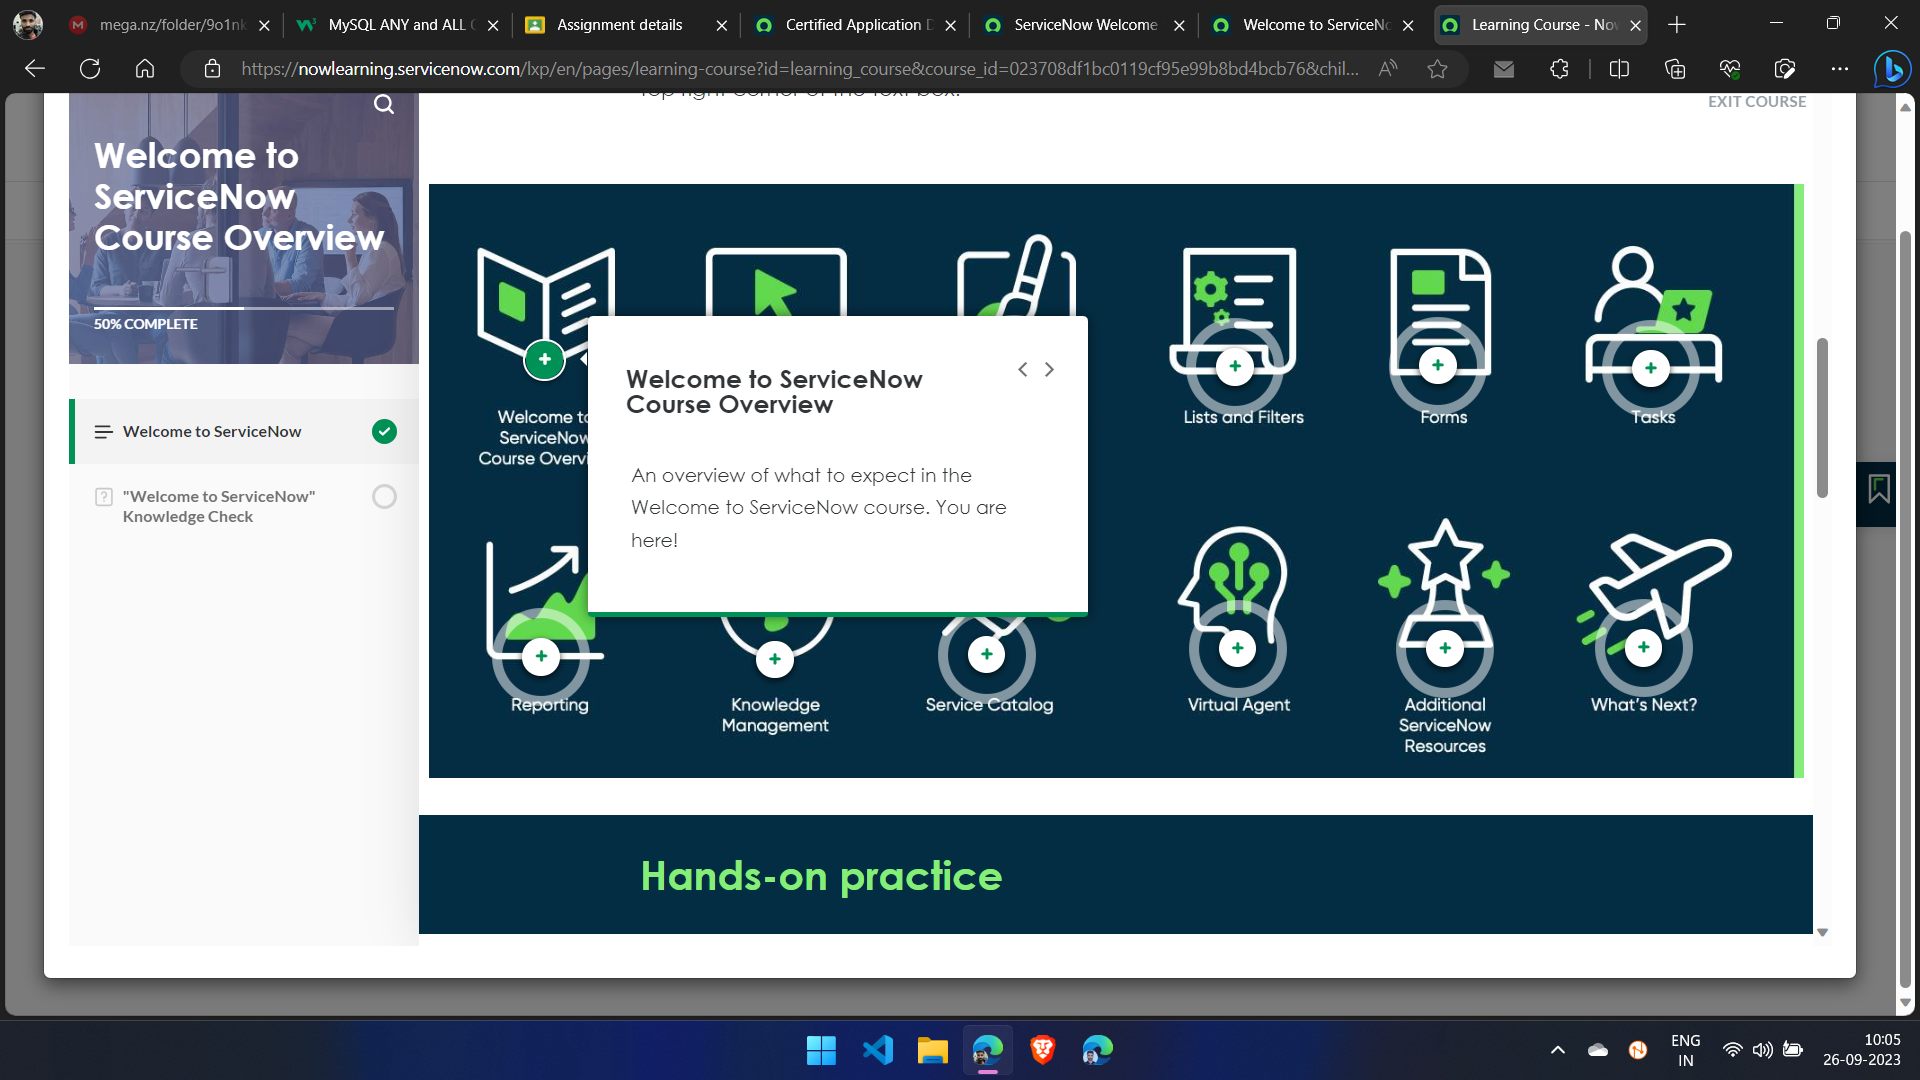 mega.nz/folder/9o1nk
MySQL ANY and ALL
Assignment details
Certified Application D
ServiceNow Welcome
Welcome to ServiceNo
Learning Course - Now
https://nowlearning.servicenow.com/lxp/en/pages/learning-course?id=learning_course&course_id=023708df1bc0119cf95e99b8bd4bcb76&chil...
EXIT COURSE
Welcome to
ServiceNow
Course Overview
50% COMPLETE
Welcome to ServiceNow
"Welcome to ServiceNow"
Knowledge Check
Welcome to
ServiceNow
Course Overvi
Welcome to ServiceNow
Course Overview
An overview of what to expect in the
Welcome to ServiceNow course. You are
here!
Lists and Filters
Forms
Tasks
Reporting
Knowledge
Management
Service Catalog
Virtual Agent
Additional
ServiceNow
Resources
What's Next?
Hands-on practice
ENG
IN
10:05
26-09-2023